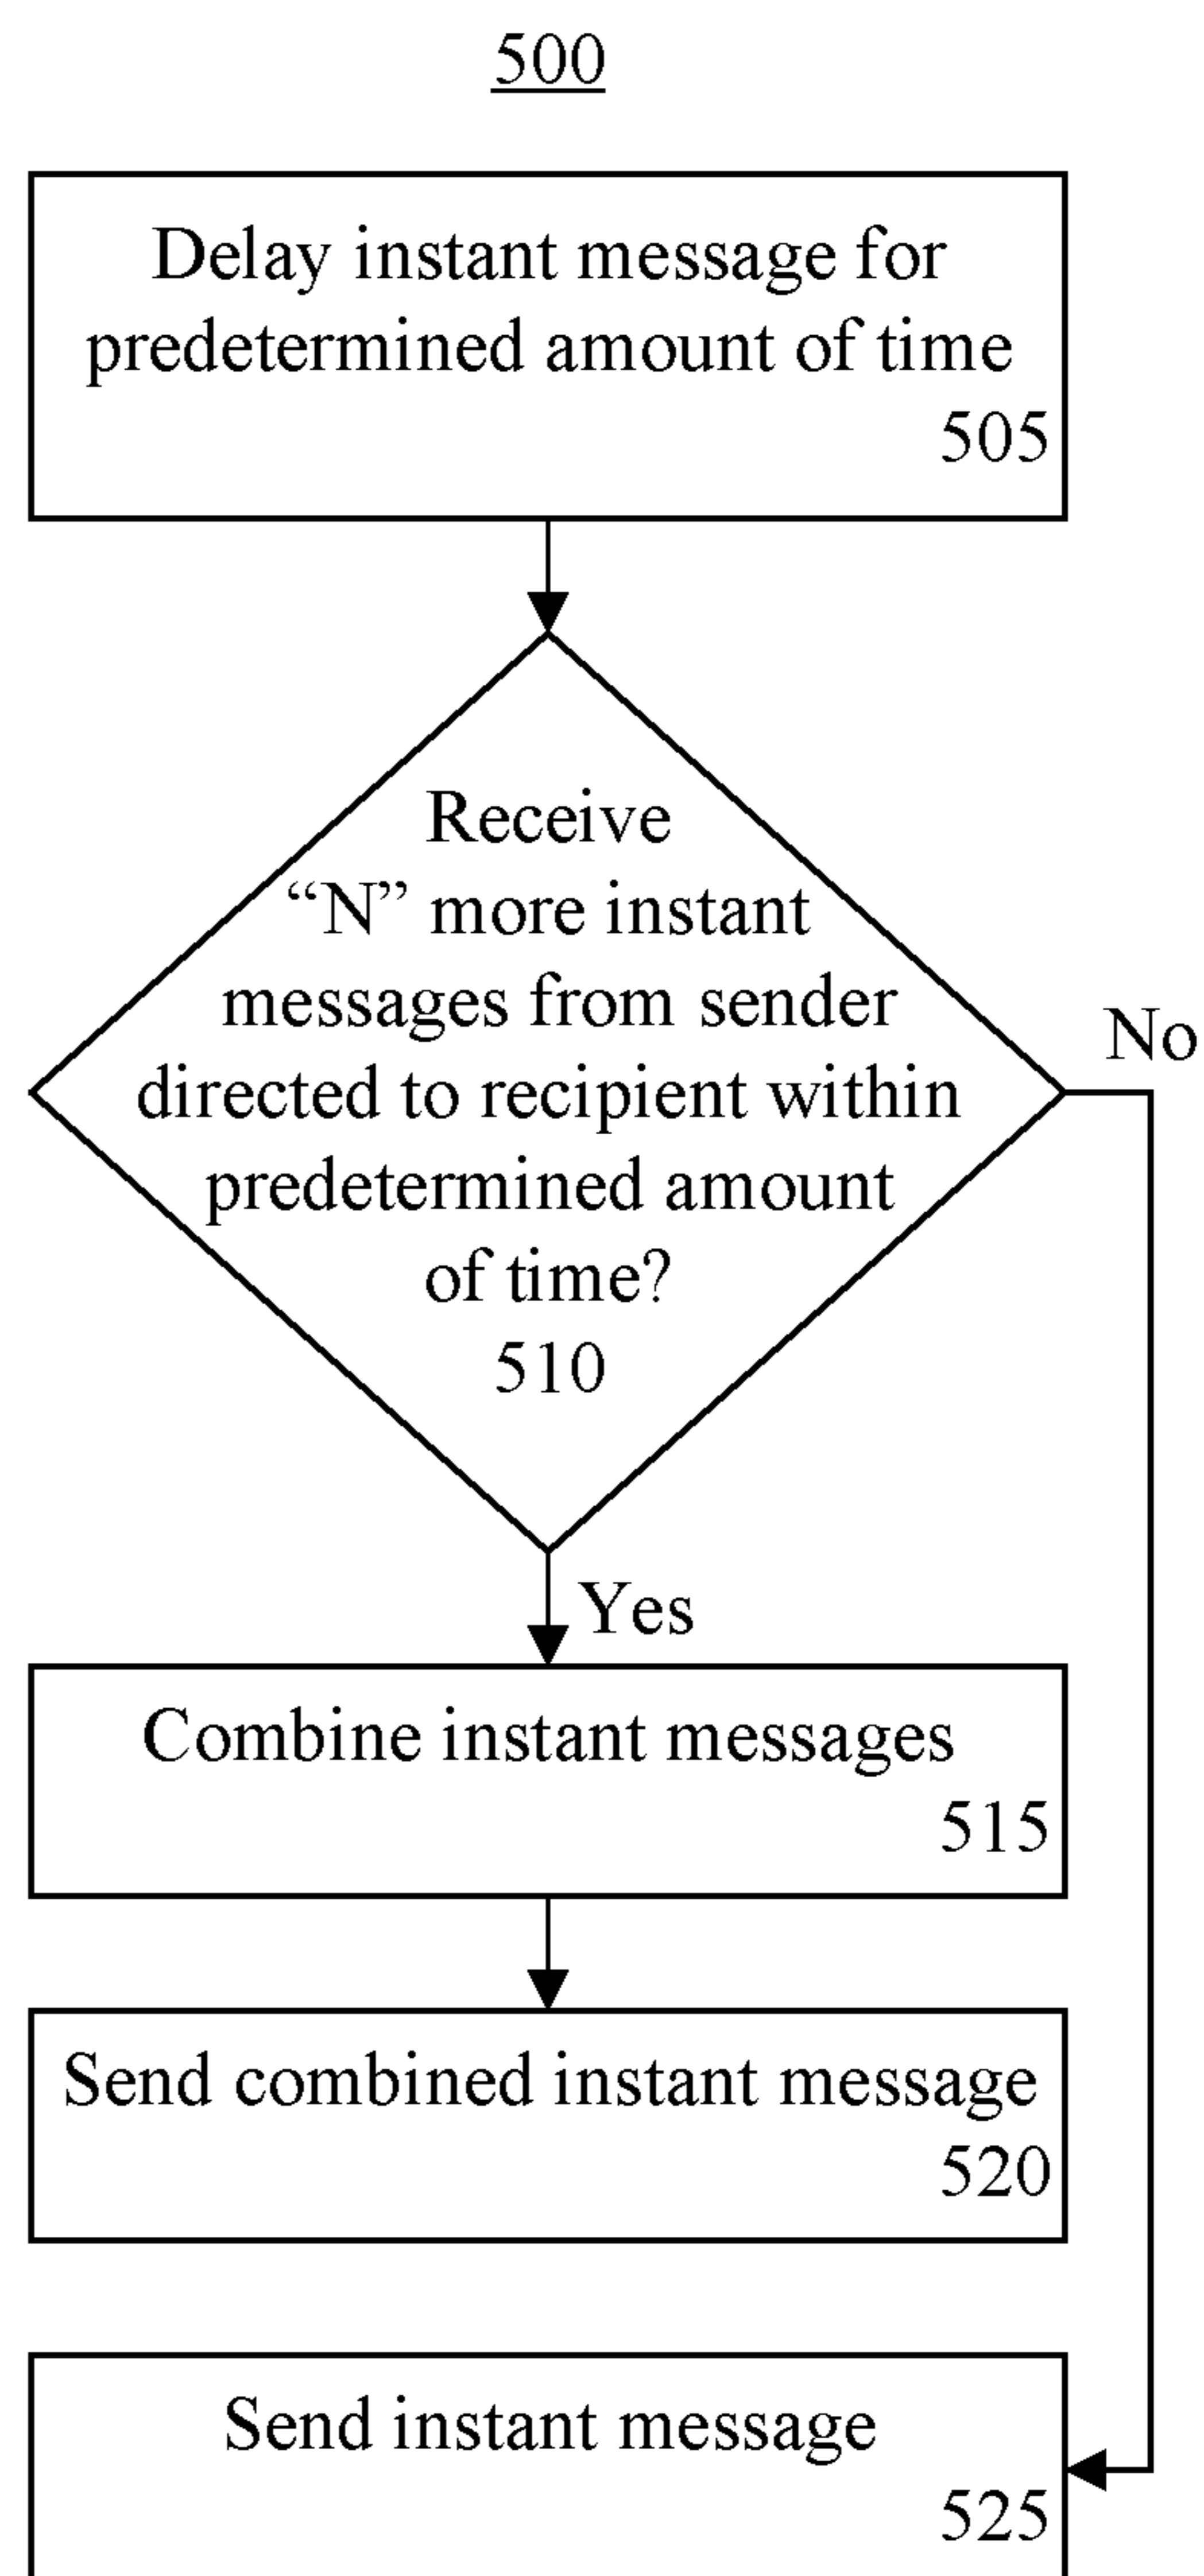 500
Delay instant message for
predetermined amount of time
505
Receive
“N” more instant
messages from sender
directed to recipient within
predetermined amount
of time?
510
No
Yes
Combine instant messages
515
Send combined instant message
520
Send instant message
525